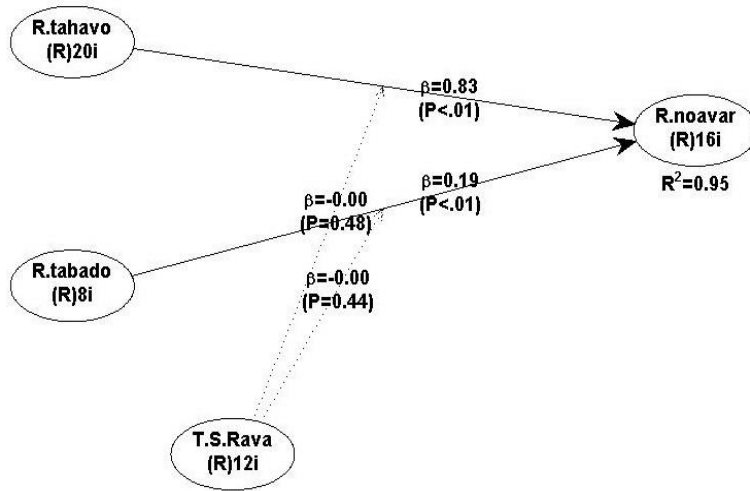 R.tahavo
(R)20i
β=0.83
(P<.01)
R.noavar
(R)16i
R²=0.95
β=0.19
(P<.01)
β=-0.00
(P=0.48)
R.tabado
(R)8i
β=-0.00
(P=0.44)
T.S.Rava
(R)12i